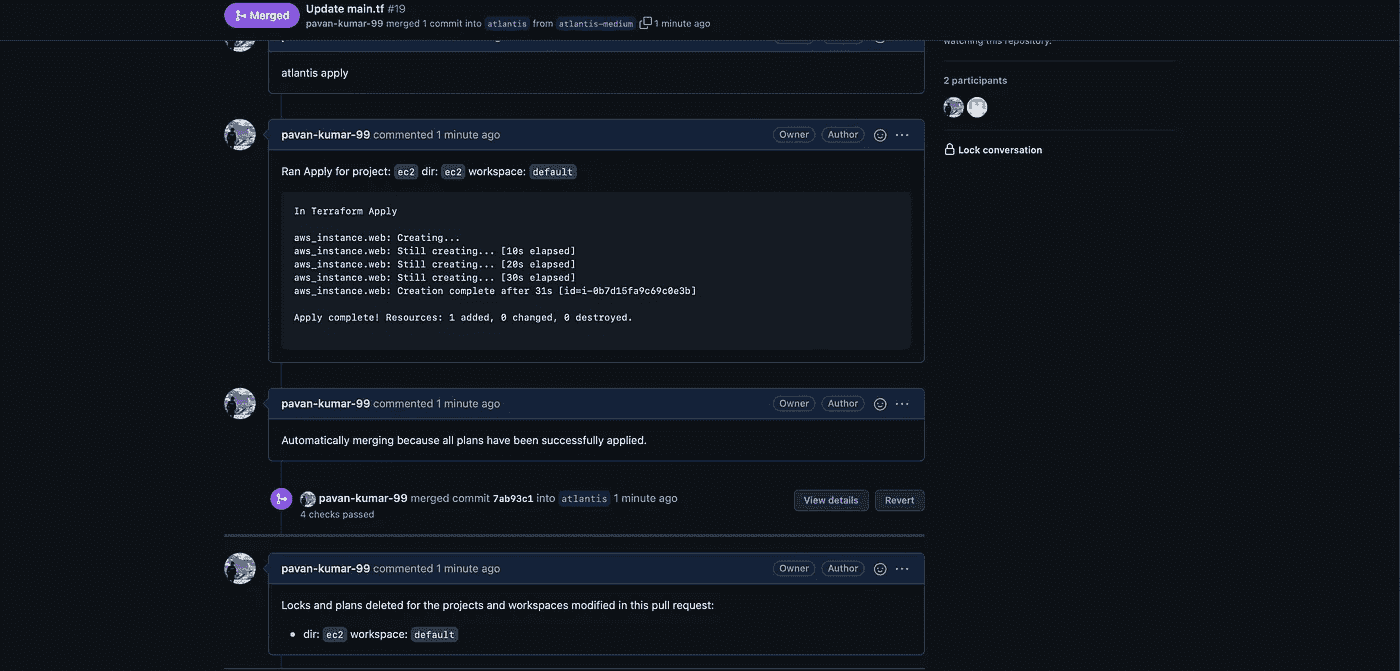 Merged
Update main.tf #19
pavan-kumar-99 merged 1 commit into atlantis from atlantis-medium 1 minute ago
watching this repository.
atlantis apply
2 participants
pavan-kumar-99 commented 1 minute ago Owner Author
Lock conversation
Ran Apply for project: ec2 dir: ec2 workspace: default
In Terraform Apply
aws_instance.web: Creating...
aws_instance.web: Still creating... [10s elapsed]
aws_instance.web: Still creating... [20s elapsed]
aws_instance.web: Still creating... [30s elapsed]
aws_instance.web: Creation complete after 31s [id=i-0b7d15fa9c69c0e3b]
Apply complete! Resources: 1 added, 0 changed, 0 destroyed.
pavan-kumar-99 commented 1 minute ago Owner Author
Automatically merging because all plans have been successfully applied.
pavan-kumar-99 merged commit 7ab93c1 into atlantis 1 minute ago View details Revert
4 checks passed
pavan-kumar-99 commented 1 minute ago Owner Author
Locks and plans deleted for the projects and workspaces modified in this pull request:
• dir: ec2 workspace: default